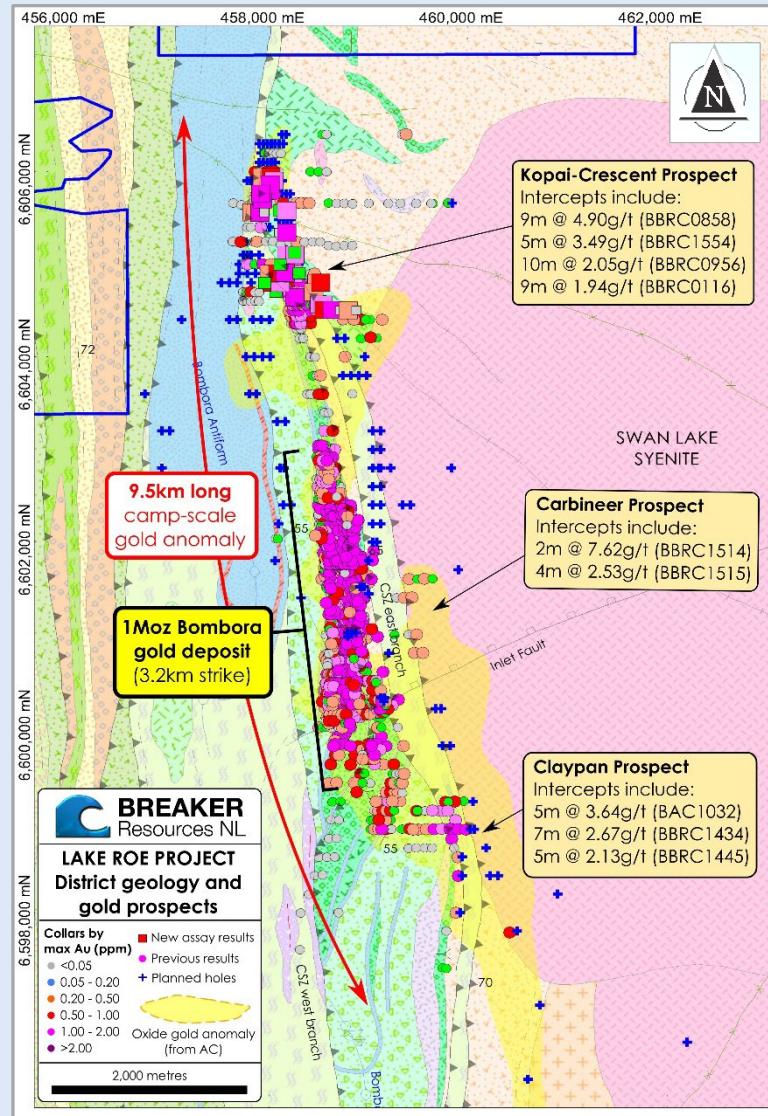 456,000 mE
458,000 mE
460,000 mE
462,000 mE
N
6,606,000 mN
6,604,000 mN
6,602,000 mN
6,600,000 mN
6,598,000 mN
Kopai-Crescent Prospect
Intercepts include:
9m @ 4.90g/t (BBRC0858)
5m @ 3.49g/t (BBRC1554)
10m @ 2.05g/t (BBRC0956)
9m @ 1.94g/t (BBRC0116)
72
Bombora Antiform
SWAN LAKE
SYENITE
9.5km long
camp-scale
gold anomaly
55
Carbineer Prospect
Intercepts include:
2m @ 7.62g/t (BBRC1514)
4m @ 2.53g/t (BBRC1515)
CSZ east branch
Inlet Fault
1Moz Bombora
gold deposit
(3.2km strike)
Claypan Prospect
Intercepts include:
5m @ 3.64g/t (BAC1032)
7m @ 2.67g/t (BBRC1434)
5m @ 2.13g/t (BBRC1445)
55
70
CSZ west branch
BREAKER
Resources NL
LAKE ROE PROJECT
District geology and
gold prospects
Collars by
max Au (ppm)
<0.05
0.05 - 0.20
0.20 - 0.50
0.50 - 1.00
1.00 - 2.00
>2.00
New assay results
Previous results
Planned holes
Oxide gold anomaly
(from AC)
2,000 metres